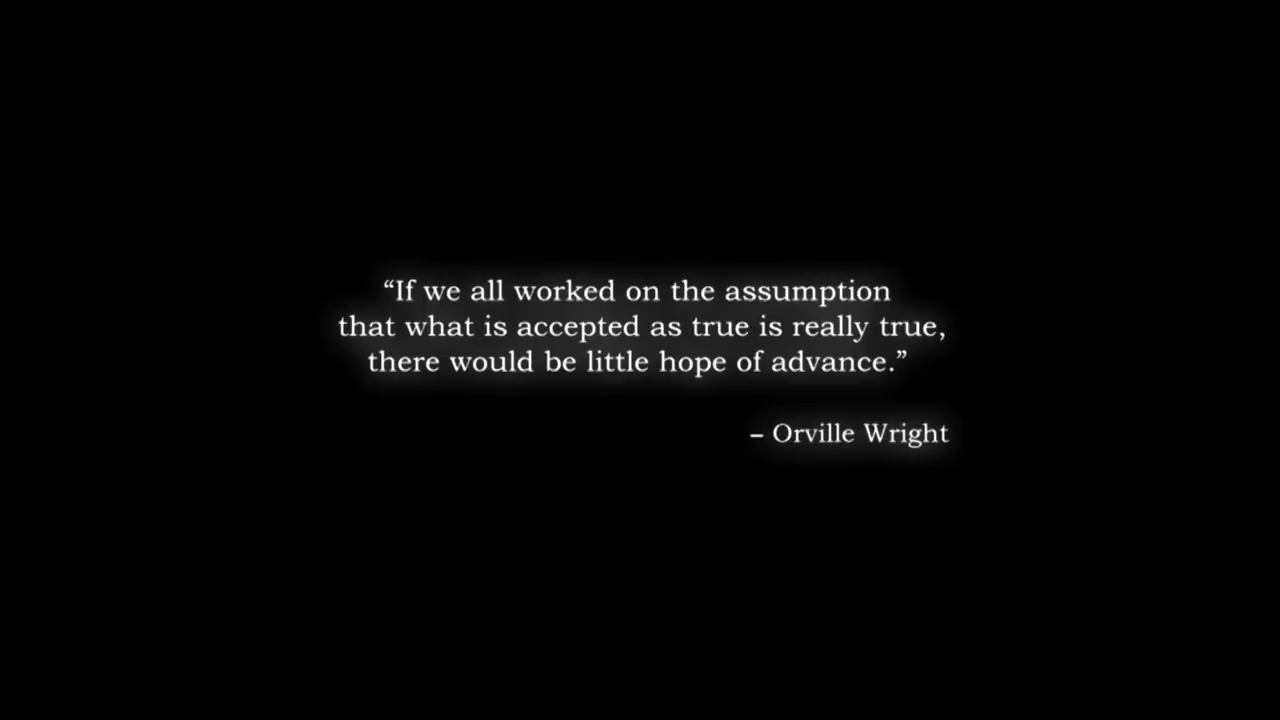 “If we all worked on the assumption
that what is accepted as true is really true,
there would be little hope of advance.”
– Orville Wright